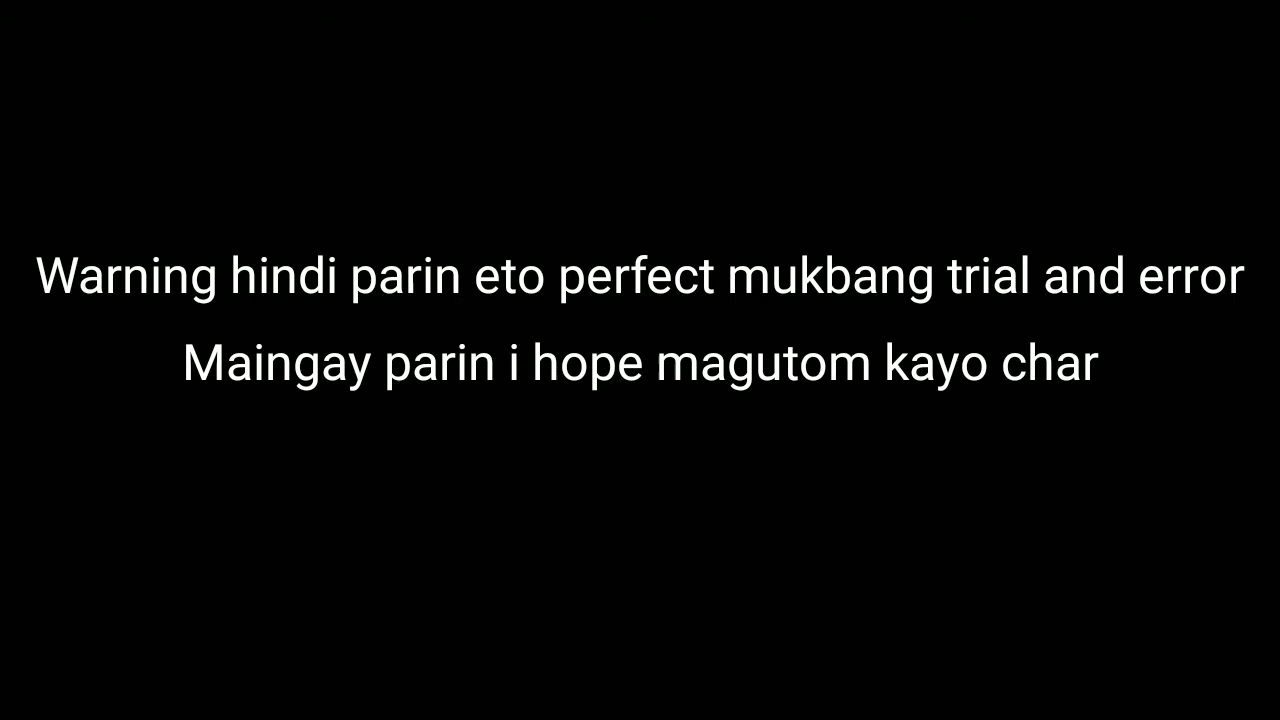 Warning hindi parin eto perfect mukbang trial and error
Maingay parin i hope magutom kayo char